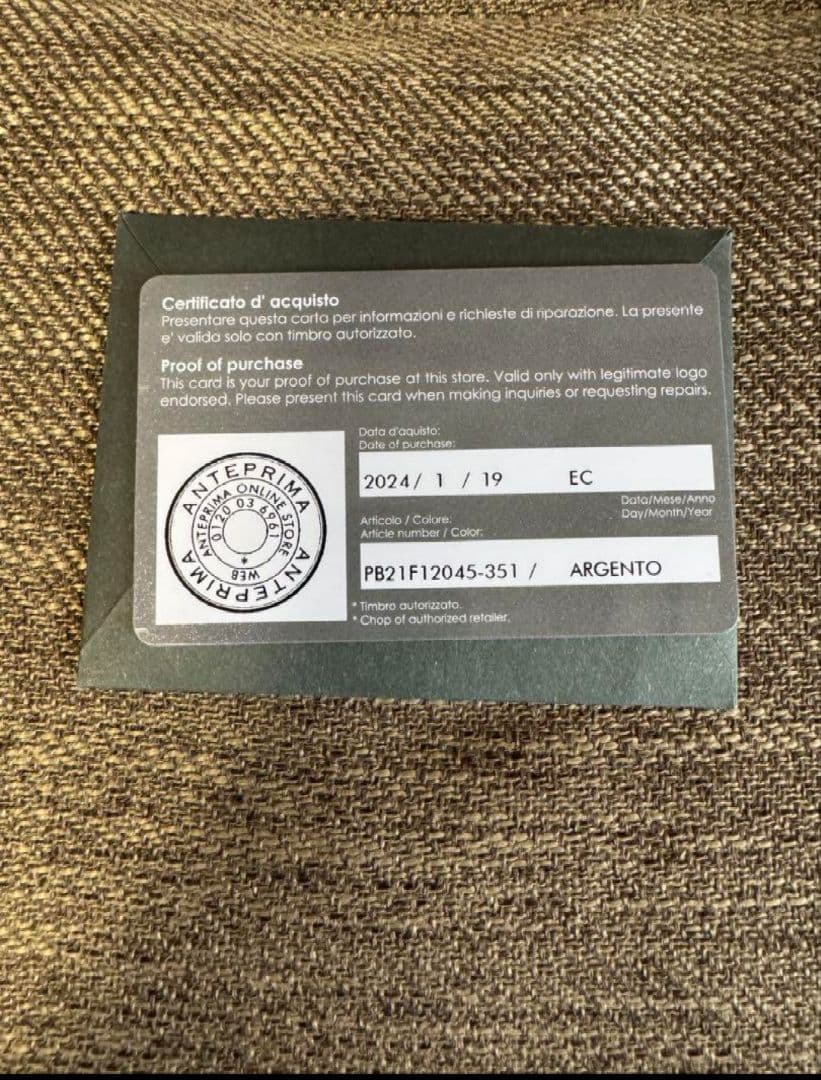 Certificato d' acquisto
Presentare questa carta per informazioni e richieste di riparazione. La presente
e' valida solo con timbro autorizzato.
Proof of purchase
This card is your proof of purchase at this store. Valid only with legitimate logo
endorsed. Please present this card when making inquiries or requesting repairs.
ANTEPRIMA ANTEPRIMA
ANTEPRIMA ONLINE STORE
0120 03 6961
* WEB
Data d'aquisto:
Date of purchase:
2024/ 1 / 19 EC
Data/Mese/Anno
Day/Month/Year
Articolo / Colore:
Article number / Color:
PB21F12045-351 / ARGENTO
* Timbro autorizzato.
* Chop of authorized retailer.